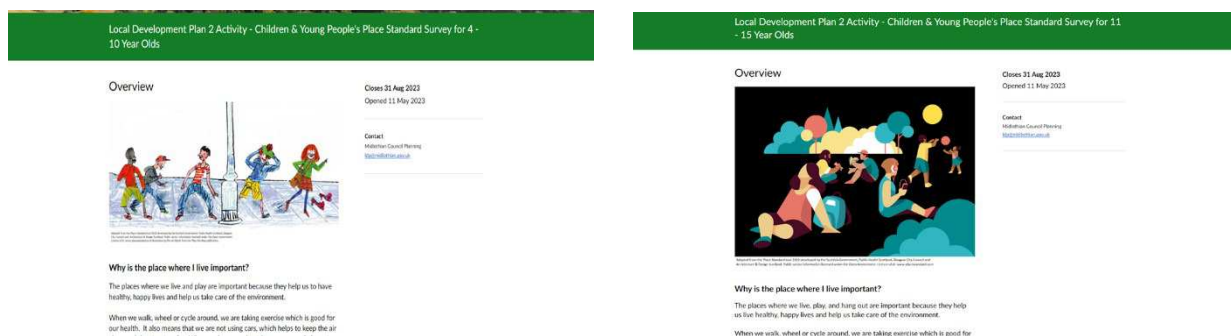 Local Development Plan 2 Activity - Children & Young People's Place Standard Survey for 4 -
10 Year Olds
Overview
Closes 31 Aug 2023
Opened 11 May 2023
Contact
Midlothian Council Planning
ldp@midlothian.gov.uk
Why is the place where I live important?
The places where we live and play are important because they help us to have
healthy, happy lives and help us take care of the environment.
When we walk, wheel or cycle around, we are taking exercise which is good for
our health. It also means that we are not using cars, which helps to keep the air
Local Development Plan 2 Activity - Children & Young People's Place Standard Survey for 11
- 15 Year Olds
Overview
Closes 31 Aug 2023
Opened 11 May 2023
Contact
Midlothian Council Planning
ldp@midlothian.gov.uk
Why is the place where I live important?
The places where we live, play, and hang out are important because they help
us live healthy, happy lives and help us take care of the environment.
When we walk, wheel or cycle around, we are taking exercise which is good for